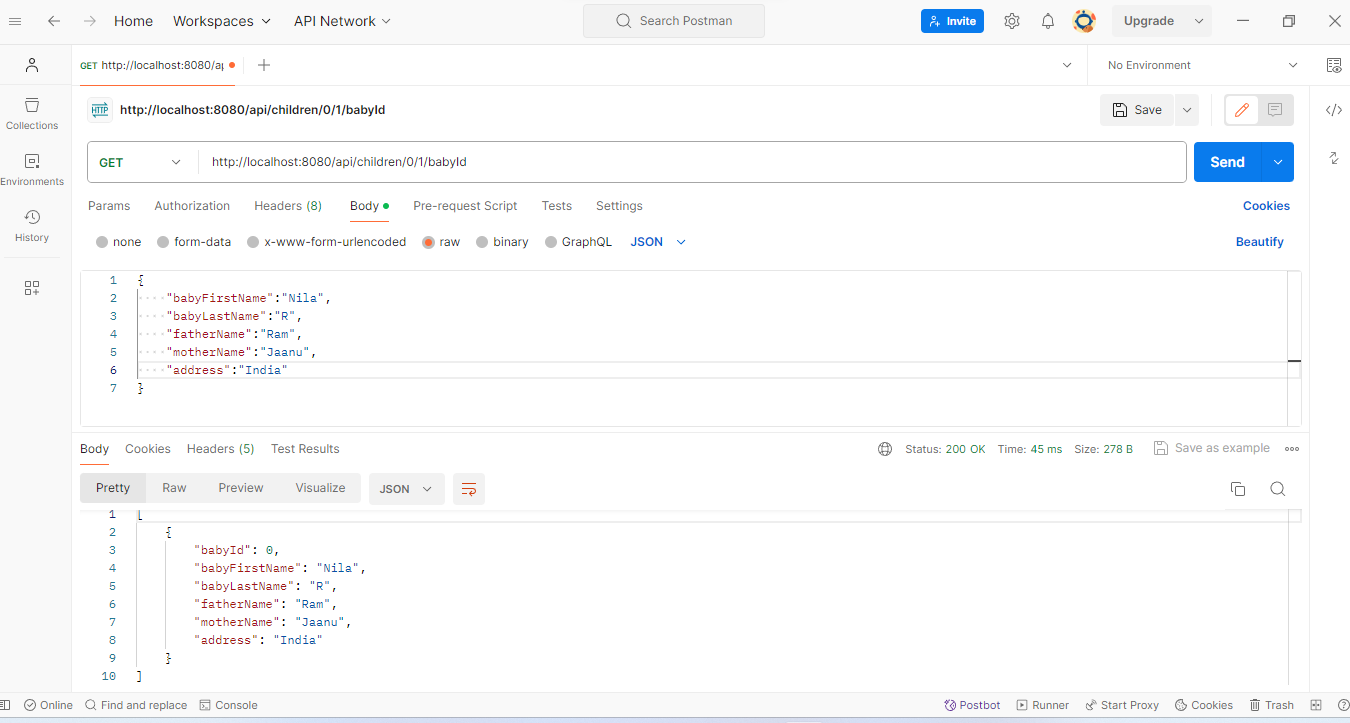 Home Workspaces API Network Search Postman Invite Upgrade
GET http://localhost:8080/ap No Environment
HTTP http://localhost:8080/api/children/0/1/babyId Save
GET http://localhost:8080/api/children/0/1/babyId Send
Collections
Environments
History
Params Authorization Headers (8) Body Pre-request Script Tests Settings Cookies
none form-data x-www-form-urlencoded raw binary GraphQL JSON Beautify
1 {
2 "babyFirstName":"Nila",
3 "babyLastName":"R",
4 "fatherName":"Ram",
5 "motherName":"Jaanu",
6 "address":"India"
7 }
Body Cookies Headers (5) Test Results Status: 200 OK Time: 45 ms Size: 278 B Save as example
Pretty Raw Preview Visualize JSON
1 [
2 {
3 "babyId": 0,
4 "babyFirstName": "Nila",
5 "babyLastName": "R",
6 "fatherName": "Ram",
7 "motherName": "Jaanu",
8 "address": "India"
9 }
10 ]
Online Find and replace Console Postbot Runner Start Proxy Cookies Trash